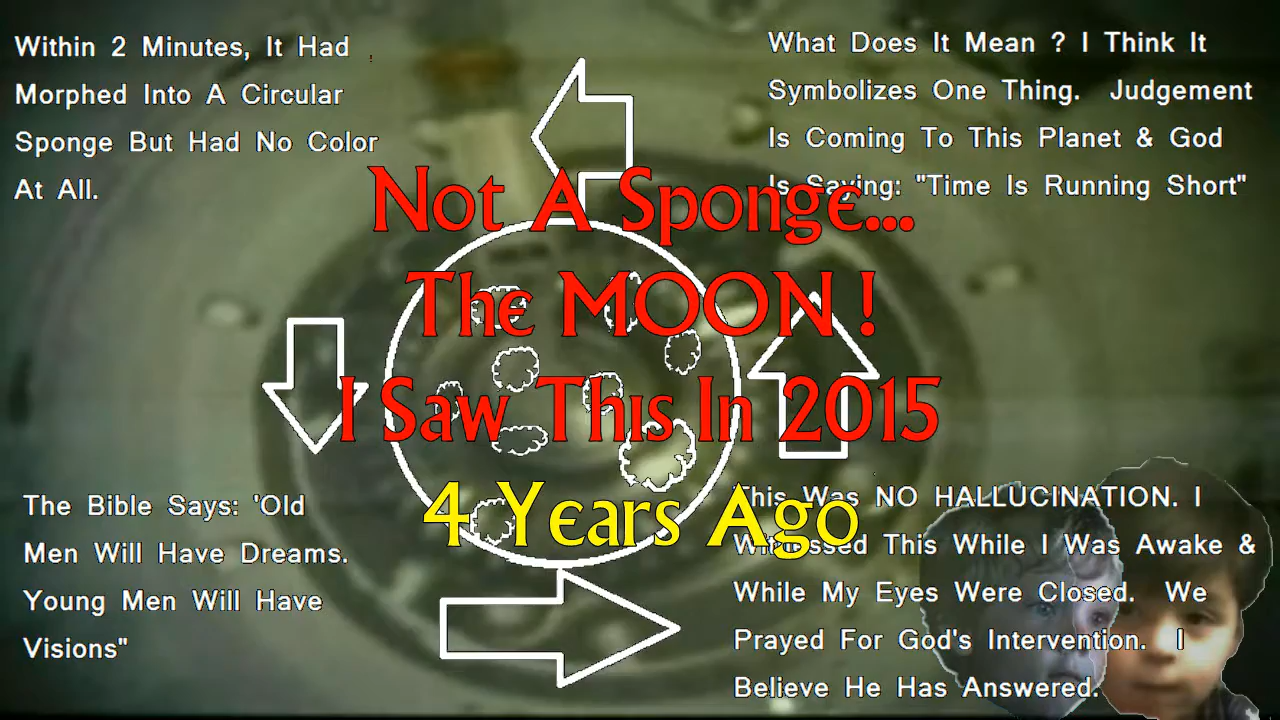 Within 2 Minutes, It Had
Morphed Into A Circular
Sponge But Had No Color
At All.
What Does It Mean ? I Think It
Symbolizes One Thing. Judgement
Is Coming To This Planet & God
Is Saying: "Time Is Running Short"
Not A Sponge...
The MOON !
I Saw This In 2015
4 Years Ago
The Bible Says: 'Old
Men Will Have Dreams.
Young Men Will Have
Visions"
This Was NO HALLUCINATION. I
Witnessed This While I Was Awake &
While My Eyes Were Closed. We
Prayed For God's Intervention. I
Believe He Has Answered.